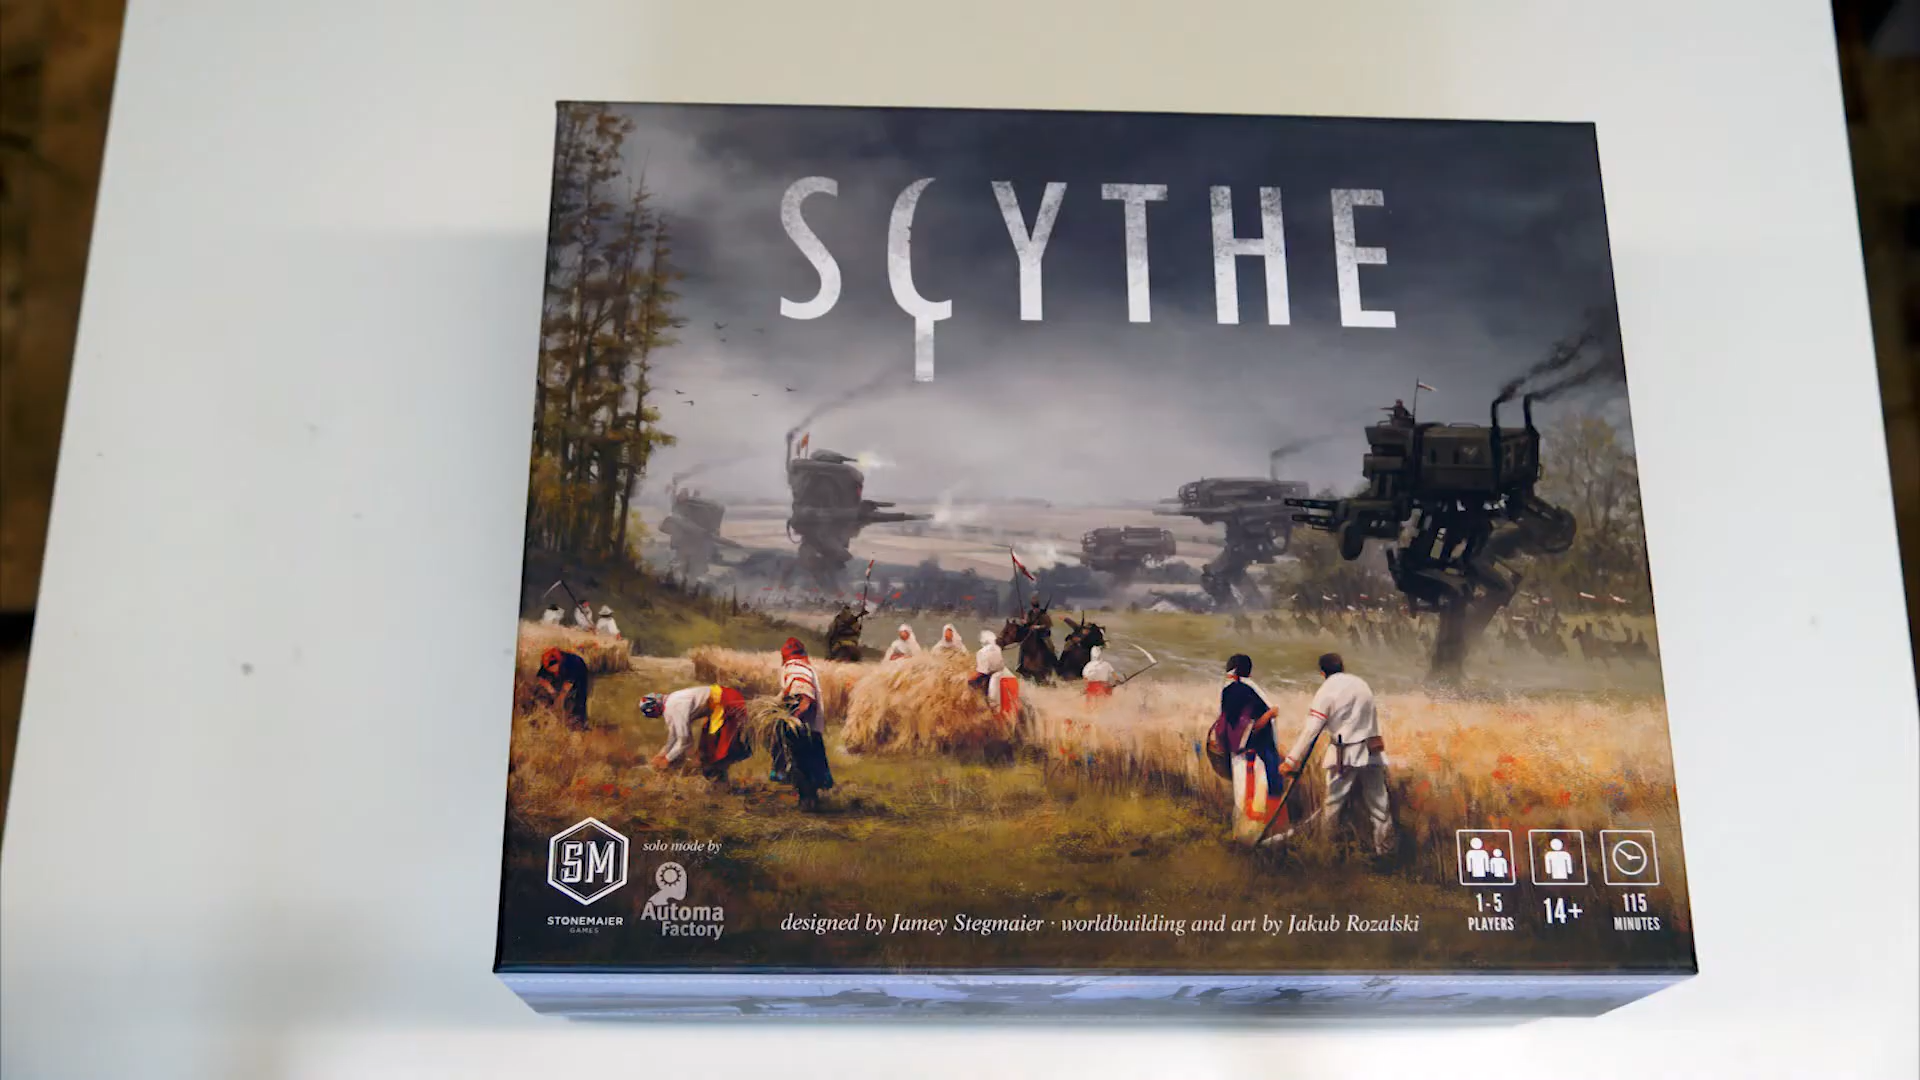 SCYTHE
SM
STONEMAIER
GAMES
solo mode by
Automa
Factory
designed by Jamey Stegmaier · worldbuilding and art by Jakub Rozalski
1-5
PLAYERS
14+
115
MINUTES